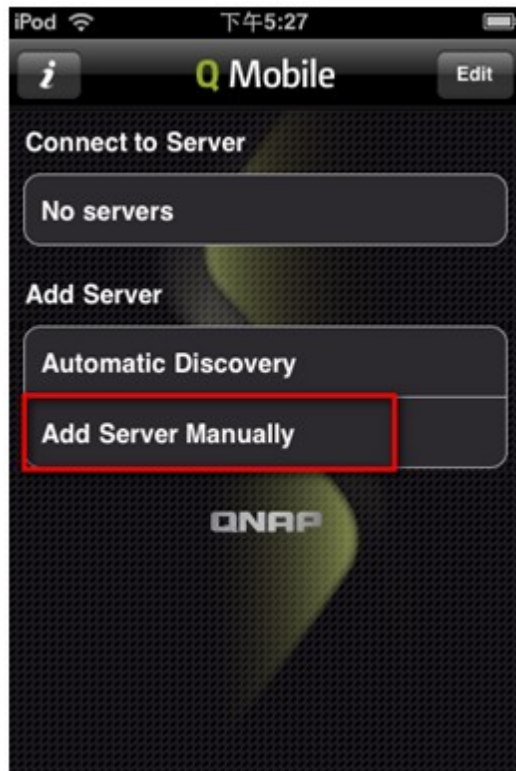 iPod 下午5:27
i Q Mobile Edit
Connect to Server
No servers
Add Server
Automatic Discovery
Add Server Manually
QNAP